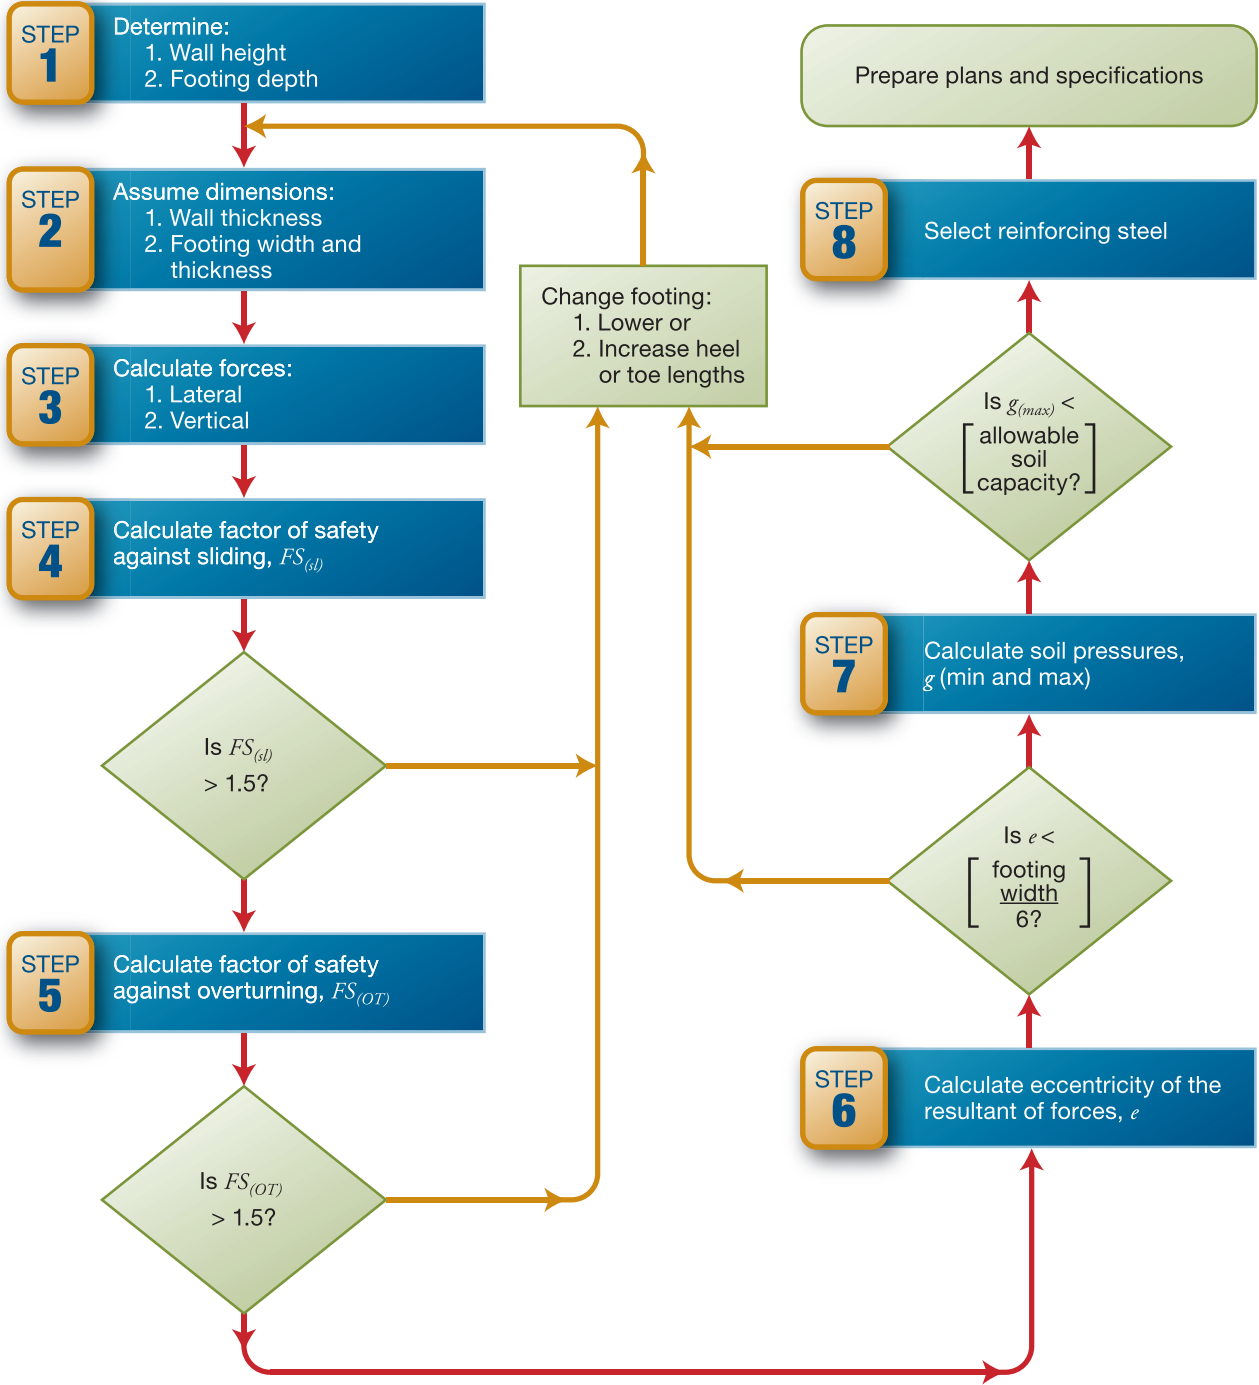 STEP
1
Determine:
1. Wall height
2. Footing depth
STEP
2
Assume dimensions:
1. Wall thickness
2. Footing width and
thickness
STEP
3
Calculate forces:
1. Lateral
2. Vertical
STEP
4
Calculate factor of safety
against sliding, FS(sl)
Is FS(sl)
> 1.5?
STEP
5
Calculate factor of safety
against overturning, FS(OT)
Is FS(OT)
> 1.5?
Change footing:
1. Lower or
2. Increase heel
or toe lengths
Prepare plans and specifications
STEP
8
Select reinforcing steel
Is g(max) <
[allowable
soil
capacity?]
STEP
7
Calculate soil pressures,
g (min and max)
Is e <
[footing
width
6?]
STEP
6
Calculate eccentricity of the
resultant of forces, e